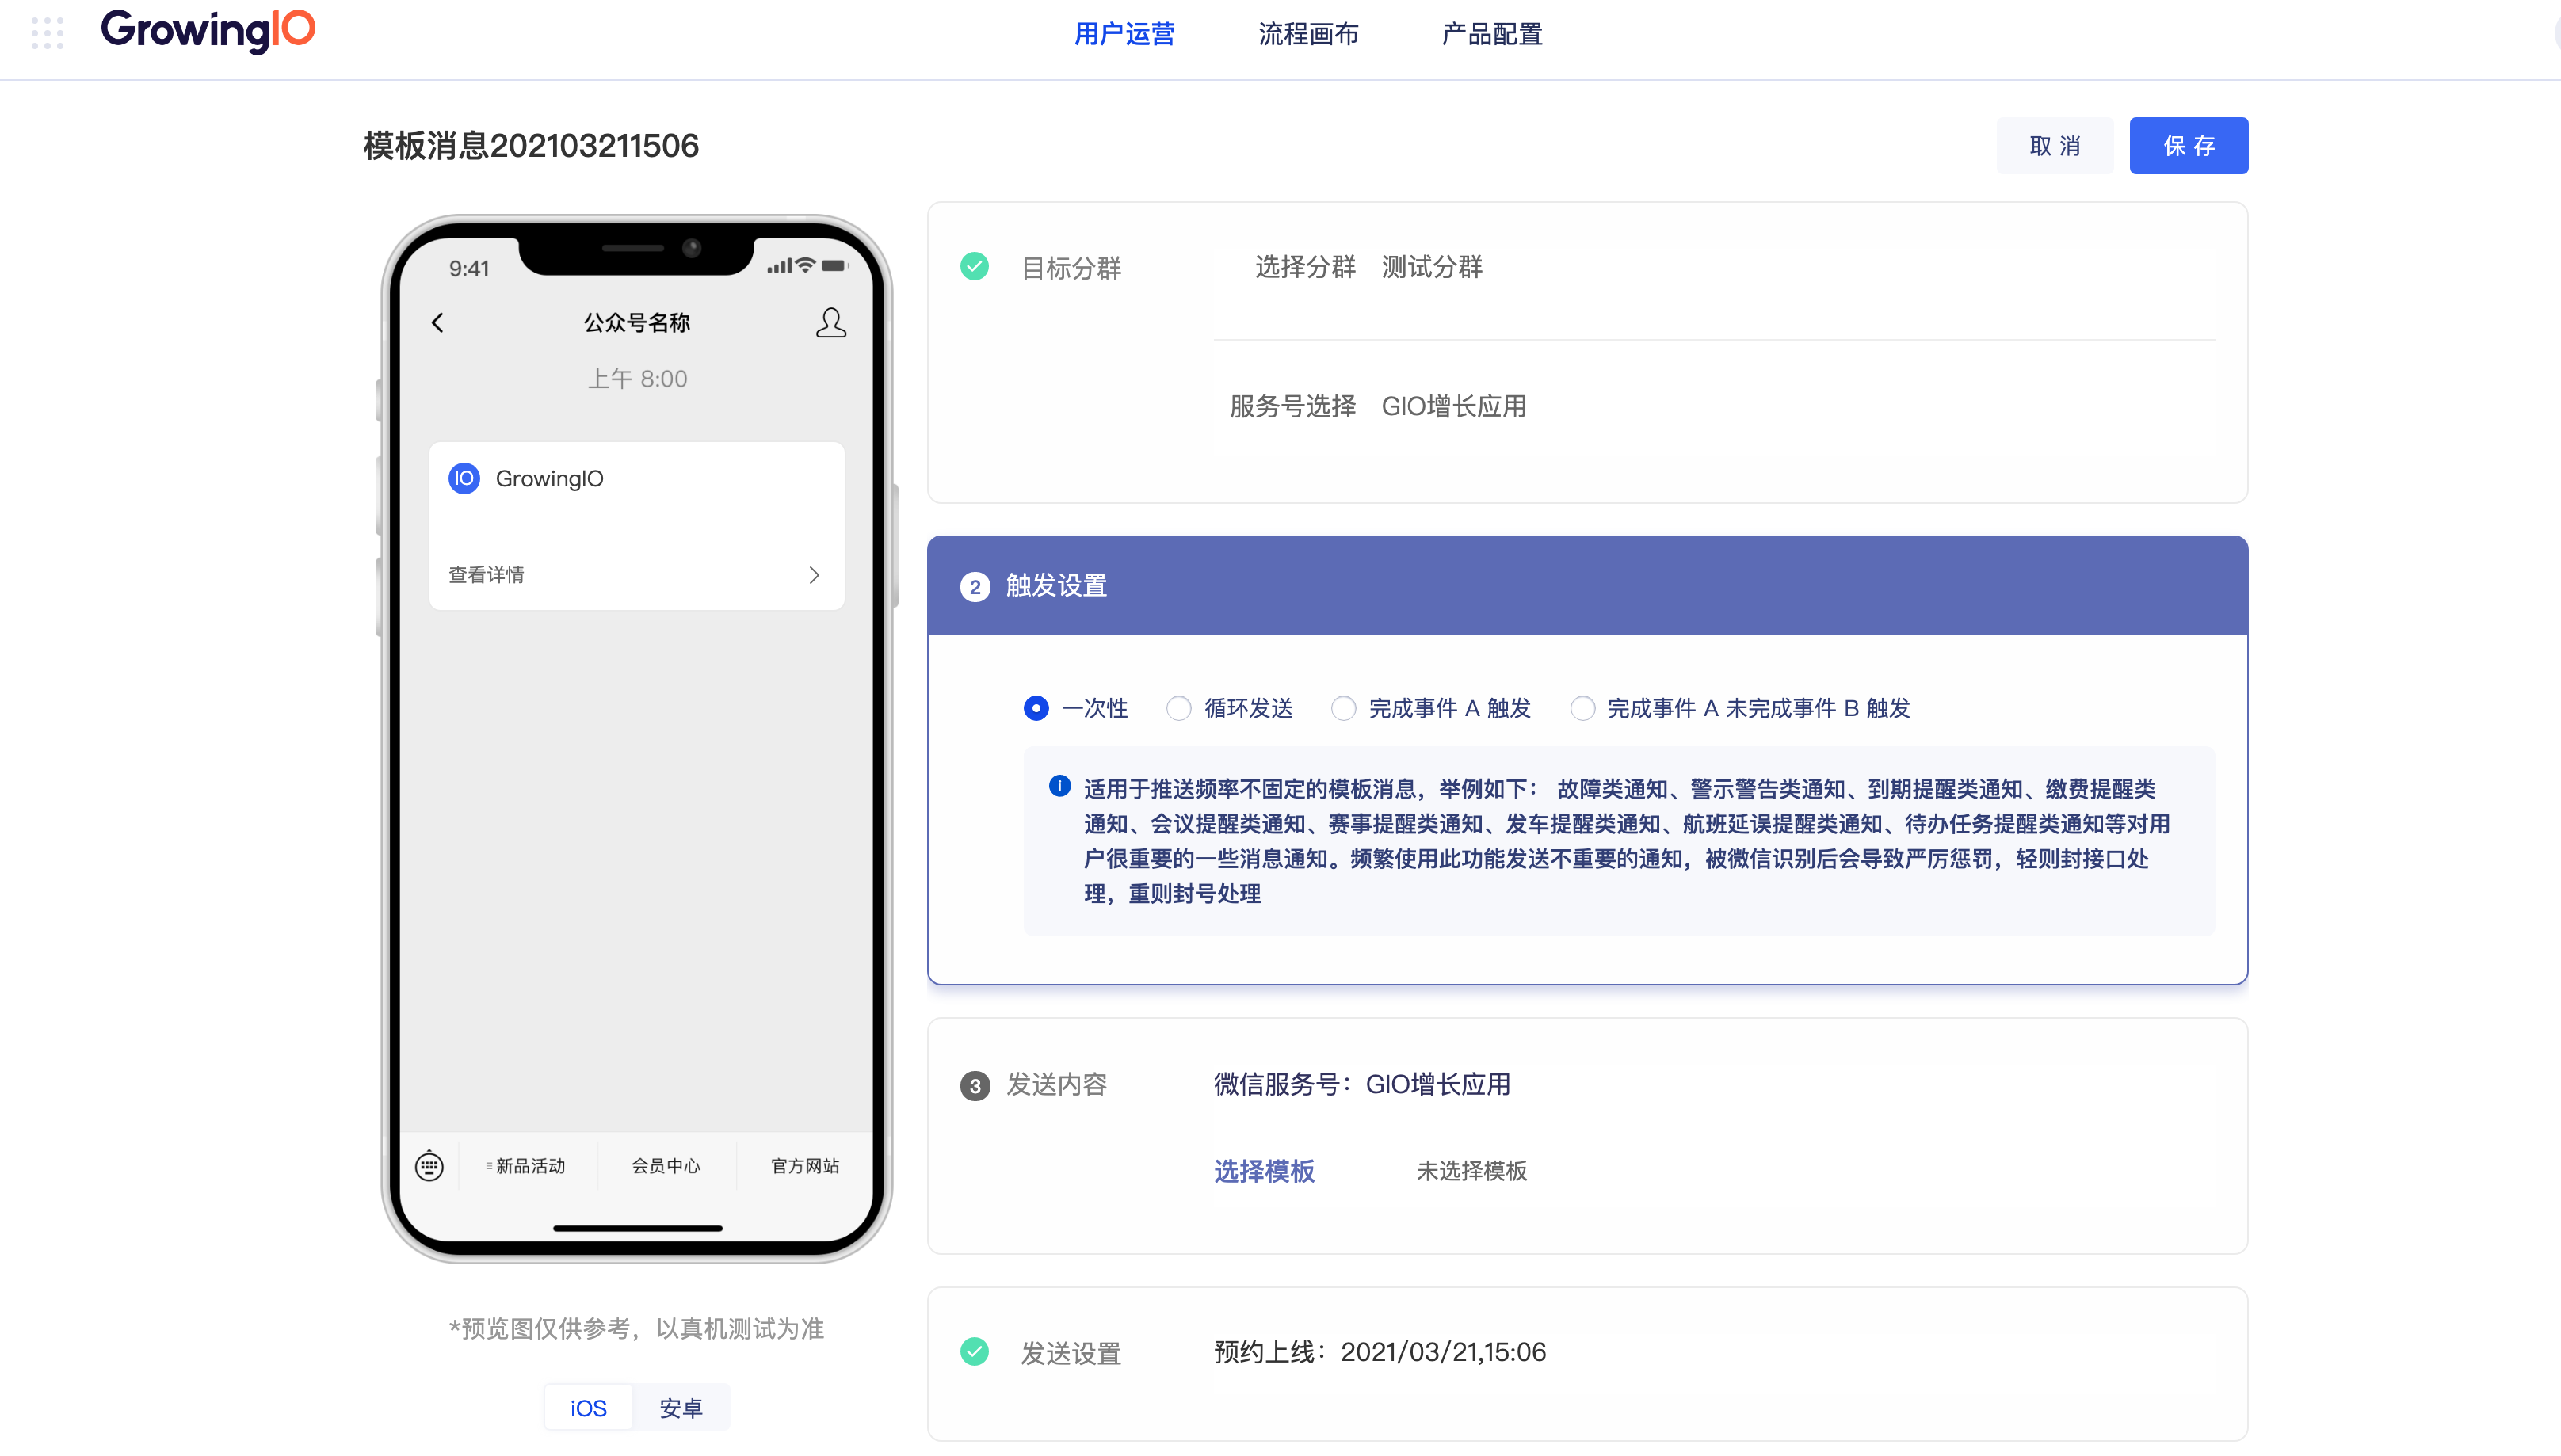 GrowingIO
用户运营
流程画布
产品配置
模板消息202103211506
取 消
保 存
9:41
公众号名称
上午 8:00
IO GrowingIO
查看详情
新品活动
会员中心
官方网站
*预览图仅供参考，以真机测试为准
iOS
安卓
目标分群
选择分群 测试分群
服务号选择 GIO增长应用
2 触发设置
一次性
循环发送
完成事件 A 触发
完成事件 A 未完成事件 B 触发
适用于推送频率不固定的模板消息，举例如下： 故障类通知、警示警告类通知、到期提醒类通知、缴费提醒类
通知、会议提醒类通知、赛事提醒类通知、发车提醒类通知、航班延误提醒类通知、待办任务提醒类通知等对用
户很重要的一些消息通知。频繁使用此功能发送不重要的通知，被微信识别后会导致严厉惩罚，轻则封接口处
理，重则封号处理
3 发送内容
微信服务号：GIO增长应用
选择模板
未选择模板
发送设置
预约上线：2021/03/21,15:06